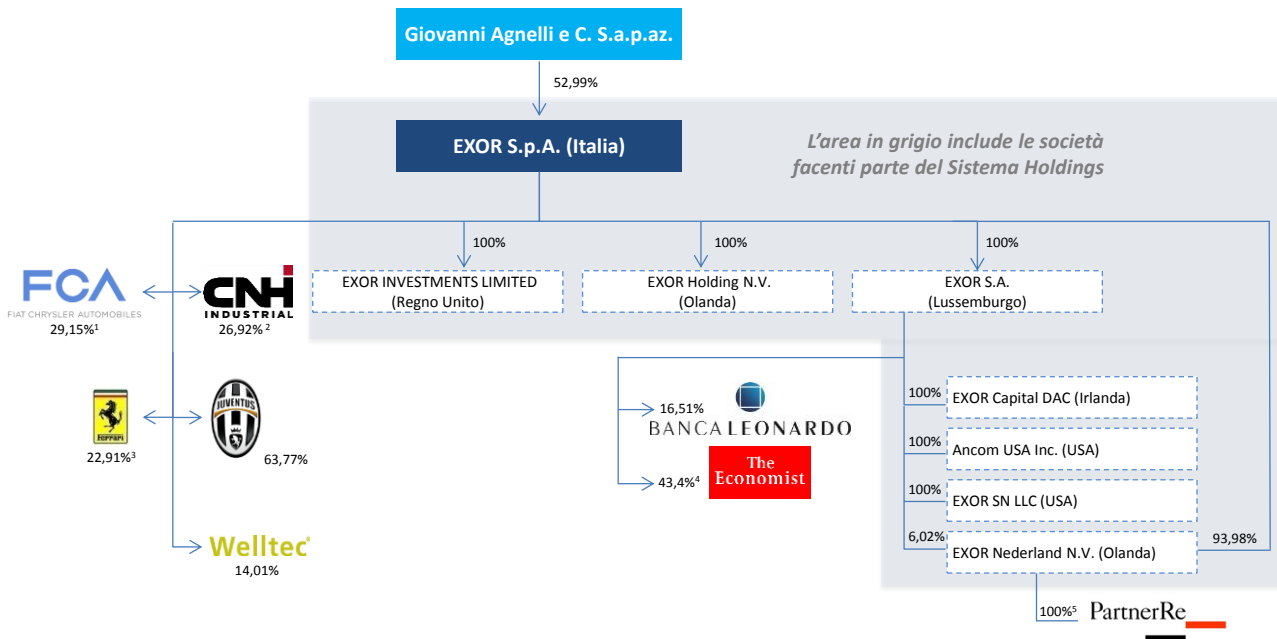 Giovanni Agnelli e C. S.a.p.az.
52,99%
EXOR S.p.A. (Italia)
L'area in grigio include le società
facenti parte del Sistema Holdings
100%
100%
100%
EXOR INVESTMENTS LIMITED
(Regno Unito)
EXOR Holding N.V.
(Olanda)
EXOR S.A.
(Lussemburgo)
FCA
FIAT CHRYSLER AUTOMOBILES
29,15%¹
CNH
INDUSTRIAL
26,92% ²
Ferrari
22,91%³
JUVENTUS
63,77%
Welltec
14,01%
16,51%
BANCA LEONARDO
43,4%⁴
The
Economist
100%
EXOR Capital DAC (Irlanda)
100%
Ancom USA Inc. (USA)
100%
EXOR SN LLC (USA)
6,02%
EXOR Nederland N.V. (Olanda)
93,98%
100%⁵
PartnerRe